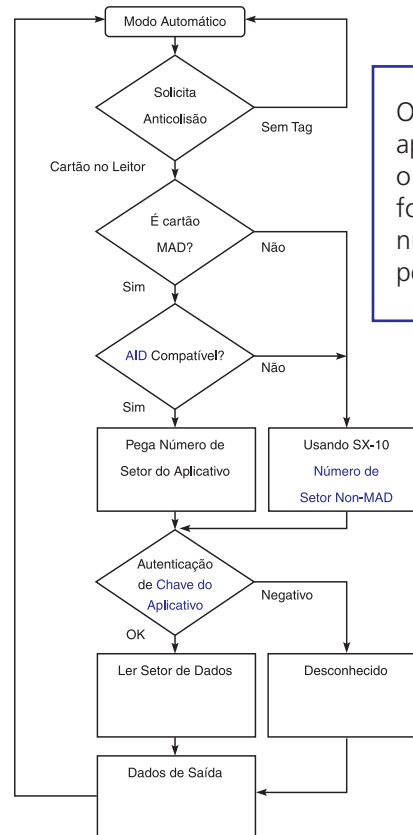 Modo Automático
Solicita
Anticolisão
Sem Tag
Cartão no Leitor
É cartão
MAD?
Não
Sim
AID Compatível?
Não
Sim
Pega Número de
Setor do Aplicativo
Usando SX-10
Número de
Setor Non-MAD
Autenticação
de Chave do
Aplicativo
Negativo
OK
Ler Setor de Dados
Desconhecido
Dados de Saída
O